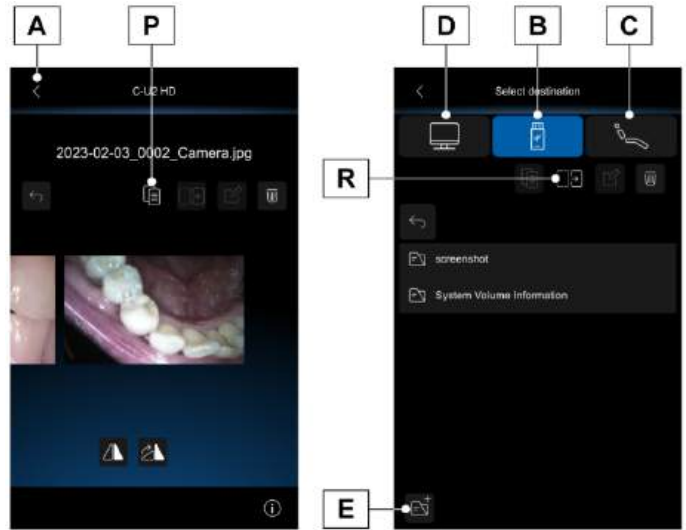 A
P
D
B
C
C-U2 HD
Select destination
2023-02-03_0002_Camera.jpg
R
screenshot
System Volume Information
E